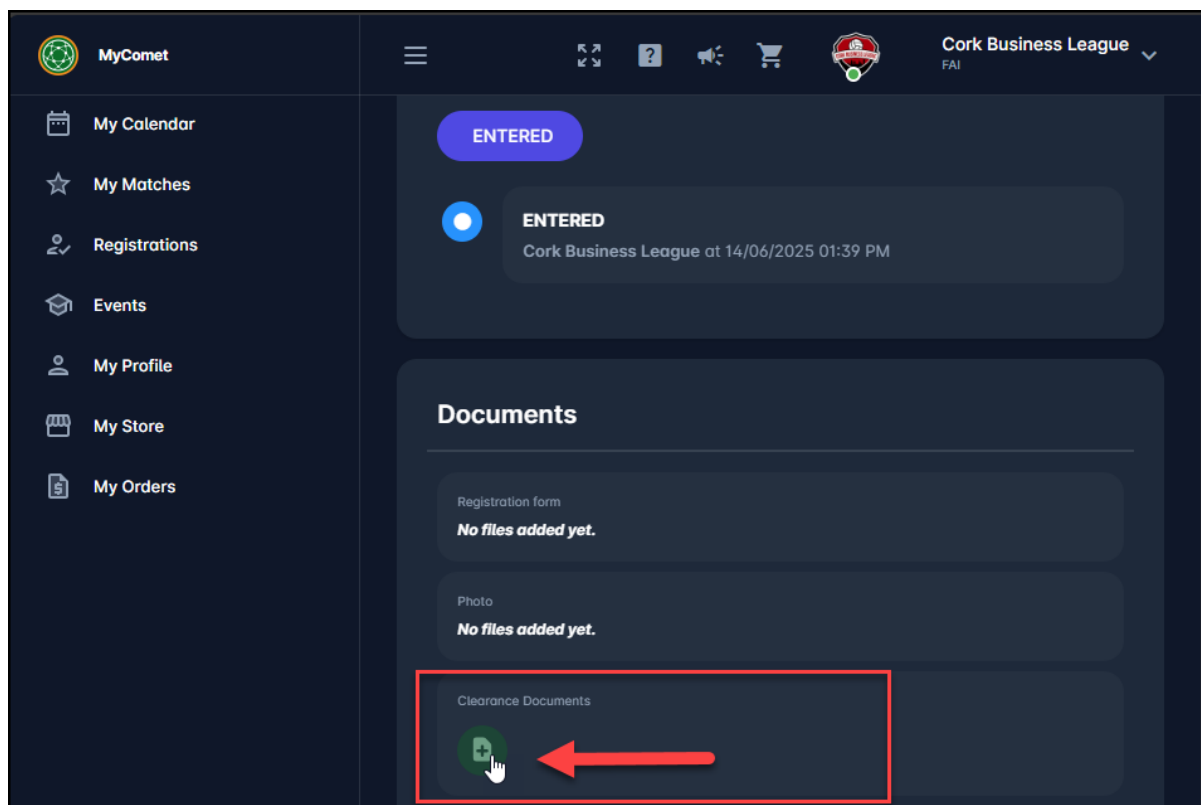 MyComet
Cork Business League
FAI
My Calendar
My Matches
Registrations
Events
My Profile
My Store
My Orders
ENTERED
ENTERED
Cork Business League at 14/06/2025 01:39 PM
Documents
Registration form
No files added yet.
Photo
No files added yet.
Clearance Documents